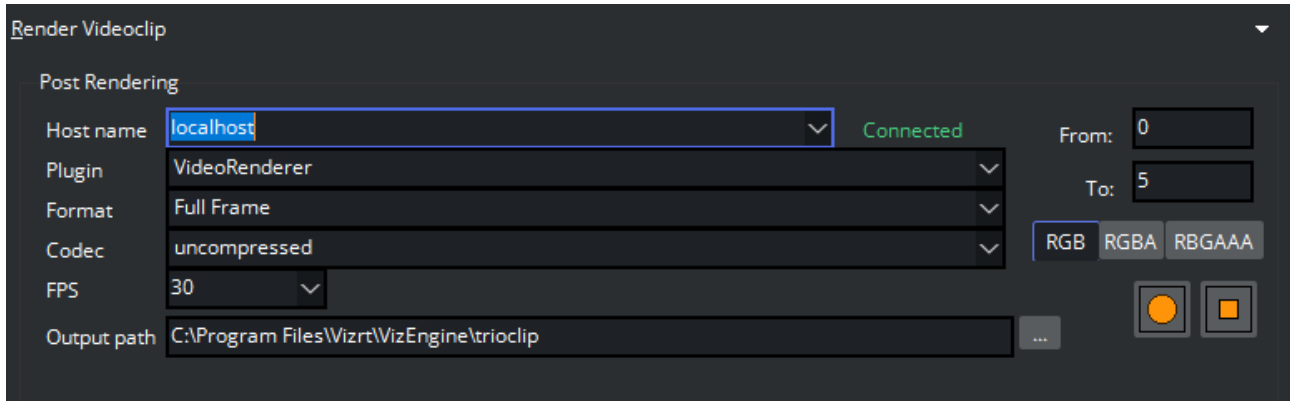 Render Videoclip
Post Rendering
Host name localhost Connected From: 0
Plugin VideoRenderer
To: 5
Format Full Frame
Codec uncompressed RGB RGBA RBGAAA
FPS 30
Output path C:\Program Files\Vizrt\VizEngine\trioclip ...